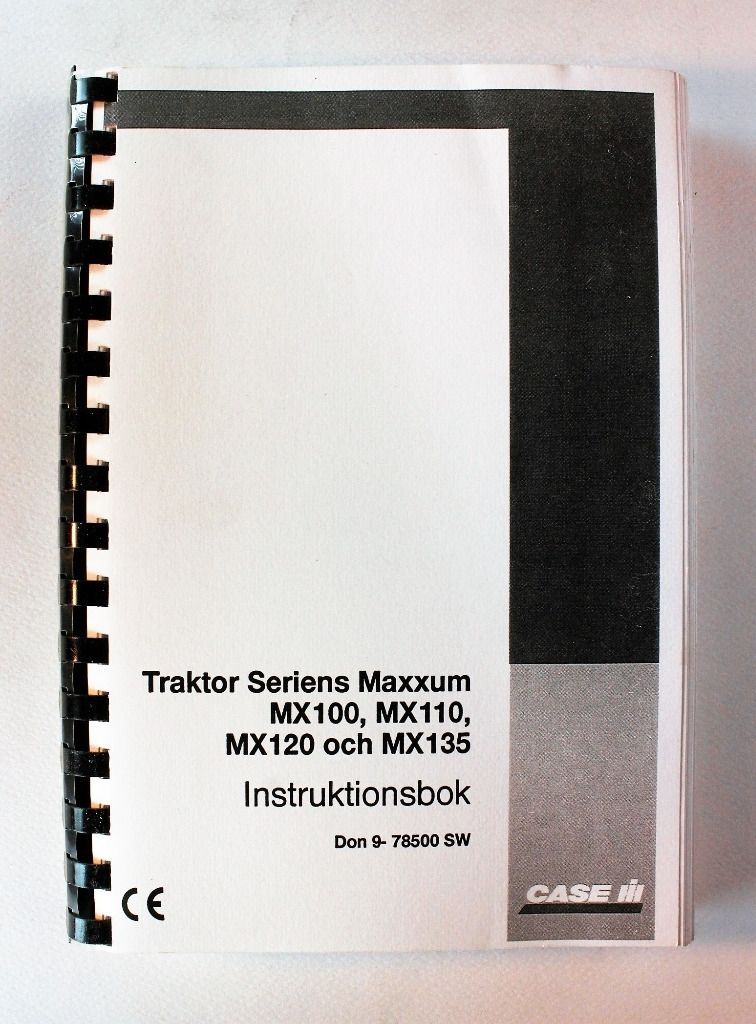 Traktor Seriens Maxxum
MX100, MX110,
MX120 och MX135
Instruktionsbok
Don 9- 78500 SW
CE
CASE IH